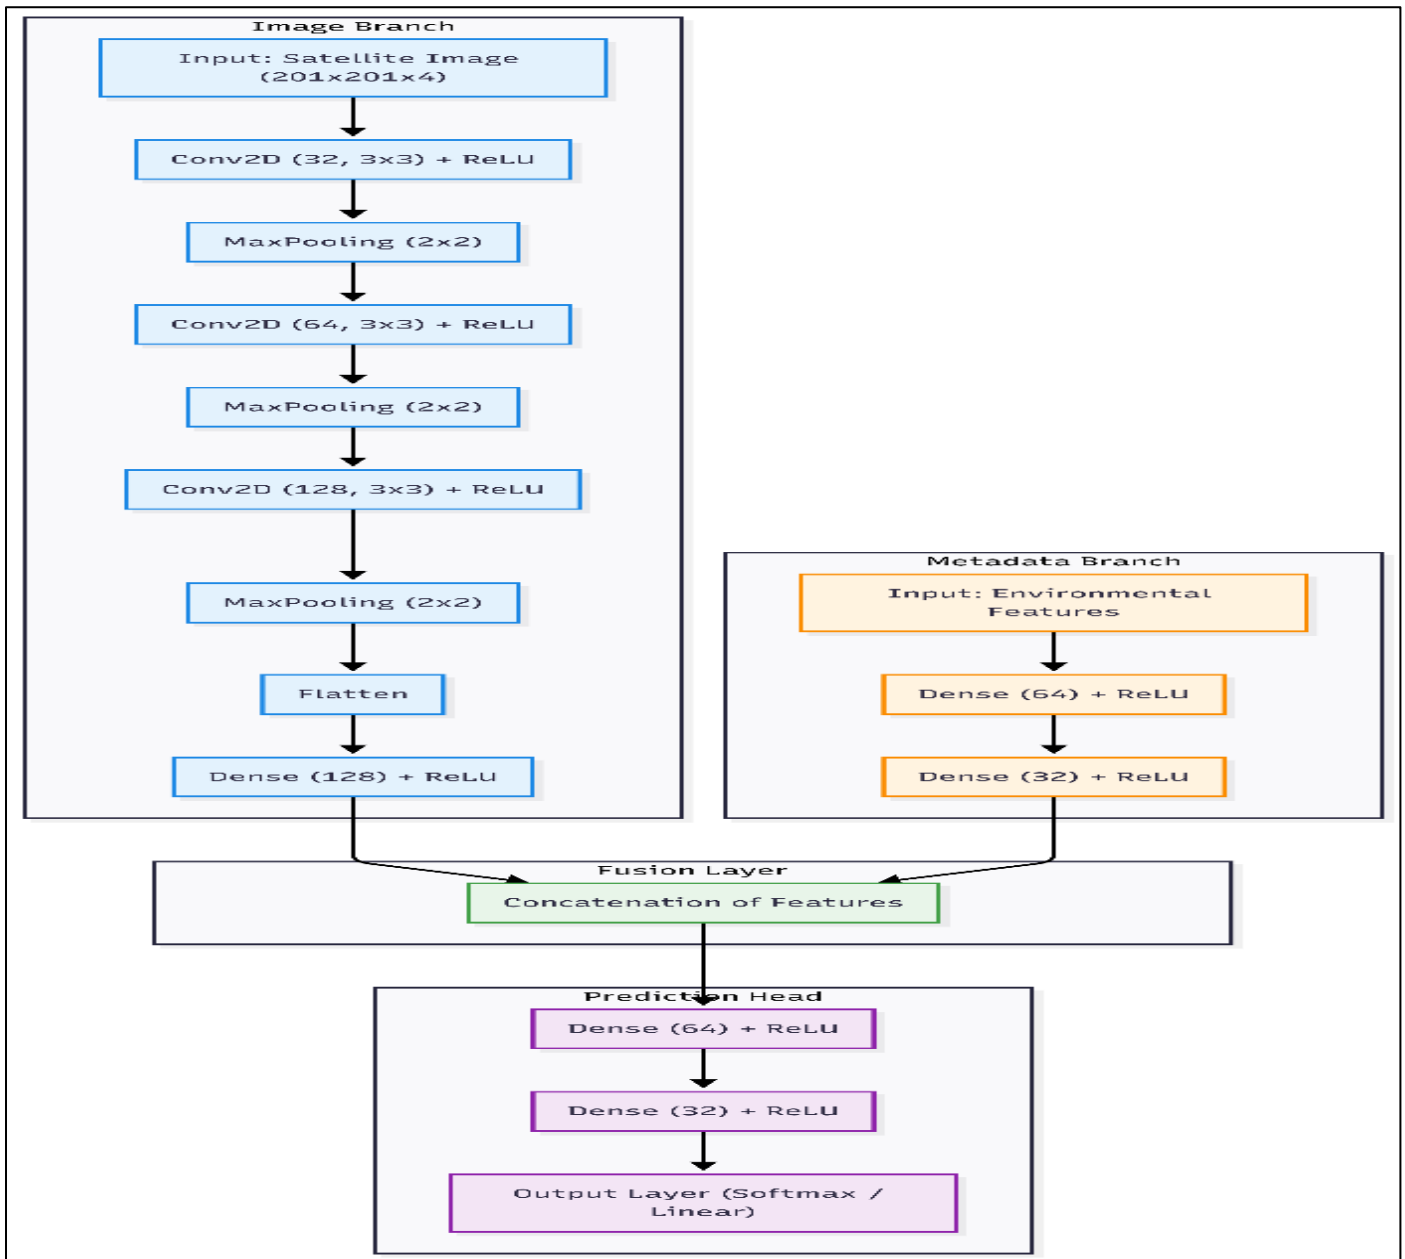 Image Branch
Input: Satellite Image
(201x201x4)
Conv2D (32, 3x3) + ReLU
MaxPooling (2x2)
Conv2D (64, 3x3) + ReLU
MaxPooling (2x2)
Conv2D (128, 3x3) + ReLU
MaxPooling (2x2)
Flatten
Dense (128) + ReLU
Metadata Branch
Input: Environmental
Features
Dense (64) + ReLU
Dense (32) + ReLU
Fusion Layer
Concatenation of Features
Prediction Head
Dense (64) + ReLU
Dense (32) + ReLU
Output Layer (Softmax /
Linear)